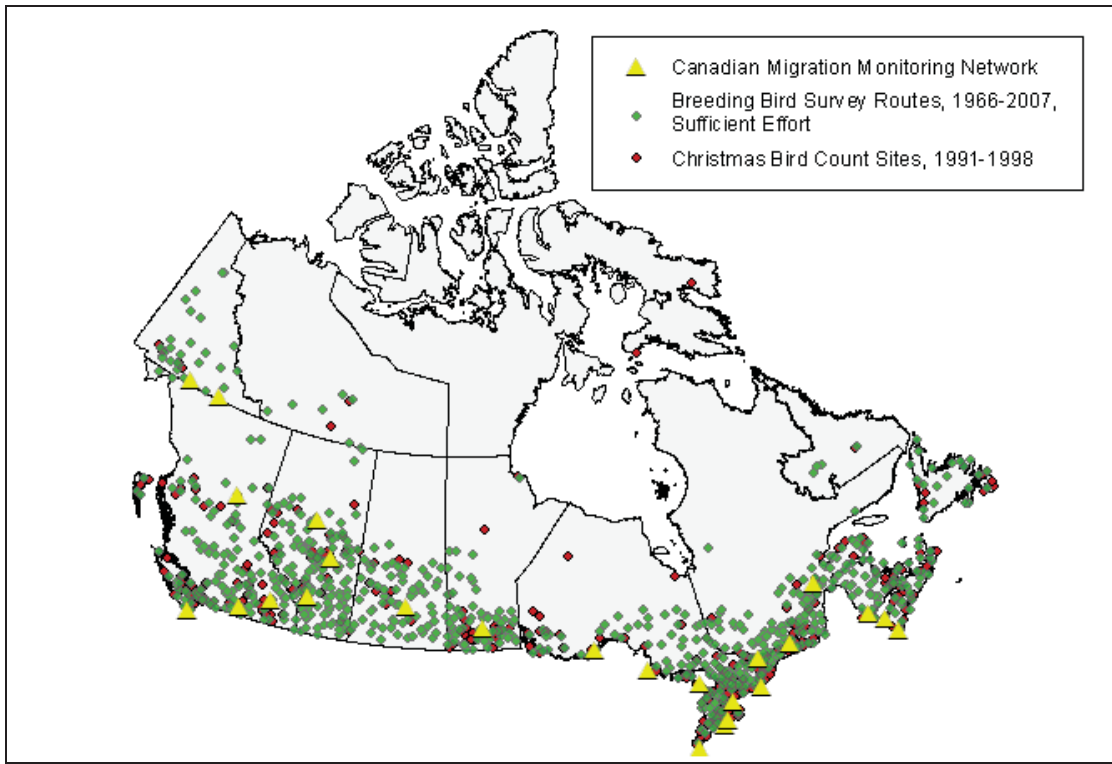 Canadian Migration Monitoring Network
Breeding Bird Survey Routes, 1966-2007,
Sufficient Effort
Christmas Bird Count Sites, 1991-1998